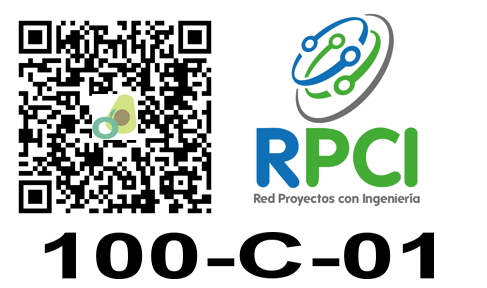 RPCI
Red Proyectos con Ingeniería
100-C-01